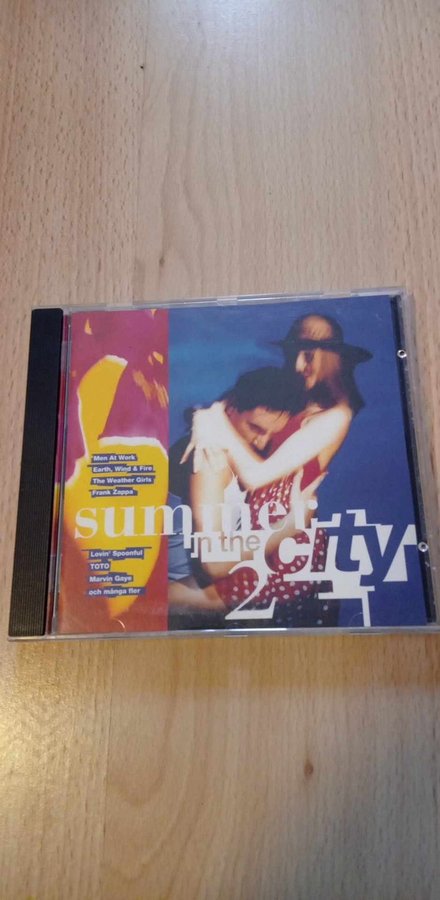 Men At Work
Earth, Wind & Fire
The Weather Girls
Frank Zappa
summer
in the
city
2
Lovin' Spoonful
TOTO
Marvin Gaye
och många fler